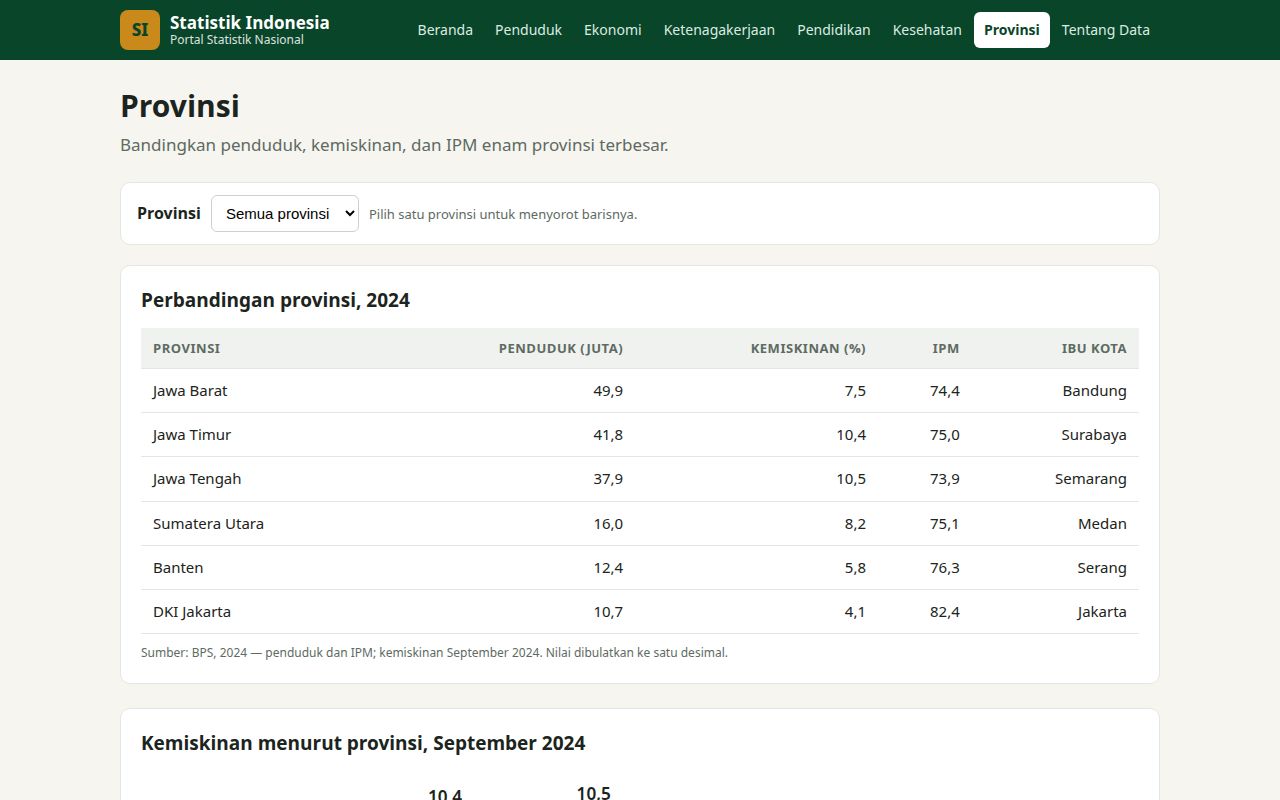 SI
Statistik Indonesia
Portal Statistik Nasional
Beranda Penduduk Ekonomi Ketenagakerjaan Pendidikan Kesehatan Provinsi Tentang Data
Provinsi
Bandingkan penduduk, kemiskinan, dan IPM enam provinsi terbesar.
Provinsi Semua provinsi Pilih satu provinsi untuk menyorot barisnya.
Perbandingan provinsi, 2024
PROVINSI PENDUDUK (JUTA) KEMISKINAN (%) IPM IBU KOTA
Jawa Barat 49,9 7,5 74,4 Bandung
Jawa Timur 41,8 10,4 75,0 Surabaya
Jawa Tengah 37,9 10,5 73,9 Semarang
Sumatera Utara 16,0 8,2 75,1 Medan
Banten 12,4 5,8 76,3 Serang
DKI Jakarta 10,7 4,1 82,4 Jakarta
Sumber: BPS, 2024 — penduduk dan IPM; kemiskinan September 2024. Nilai dibulatkan ke satu desimal.
Kemiskinan menurut provinsi, September 2024
10,4 10,5